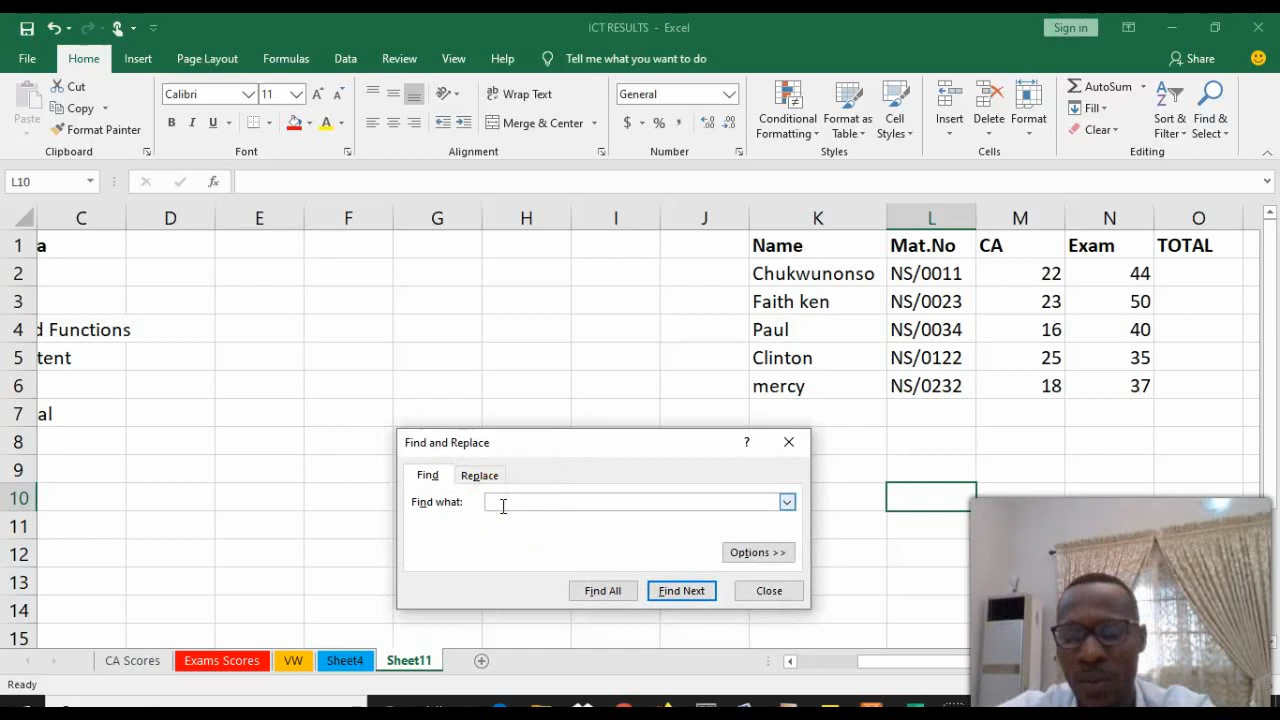 ICT RESULTS - Excel
Sign in
File Home Insert Page Layout Formulas Data Review View Help Tell me what you want to do Share
Paste
Cut
Copy
Format Painter
Clipboard
Calibri 11
B I U
Font
Wrap Text
Merge & Center
Alignment
General
$ % ,
Number
Conditional Formatting
Format as Table
Cell Styles
Styles
Insert Delete Format
Cells
AutoSum
Fill
Clear
Sort & Filter
Find & Select
Editing
L10 fx
C D E F G H I J K L M N O
1 a Name Mat.No CA Exam TOTAL
2 Chukwunonso NS/0011 22 44
3 Faith ken NS/0023 23 50
4 d Functions Paul NS/0034 16 40
5 tent Clinton NS/0122 25 35
6 mercy NS/0232 18 37
7 al
8
9
10
11
12
13
14
15
Find and Replace ?
Find Replace
Find what:
Options >>
Find All Find Next Close
CA Scores Exams Scores VW Sheet4 Sheet11
Ready